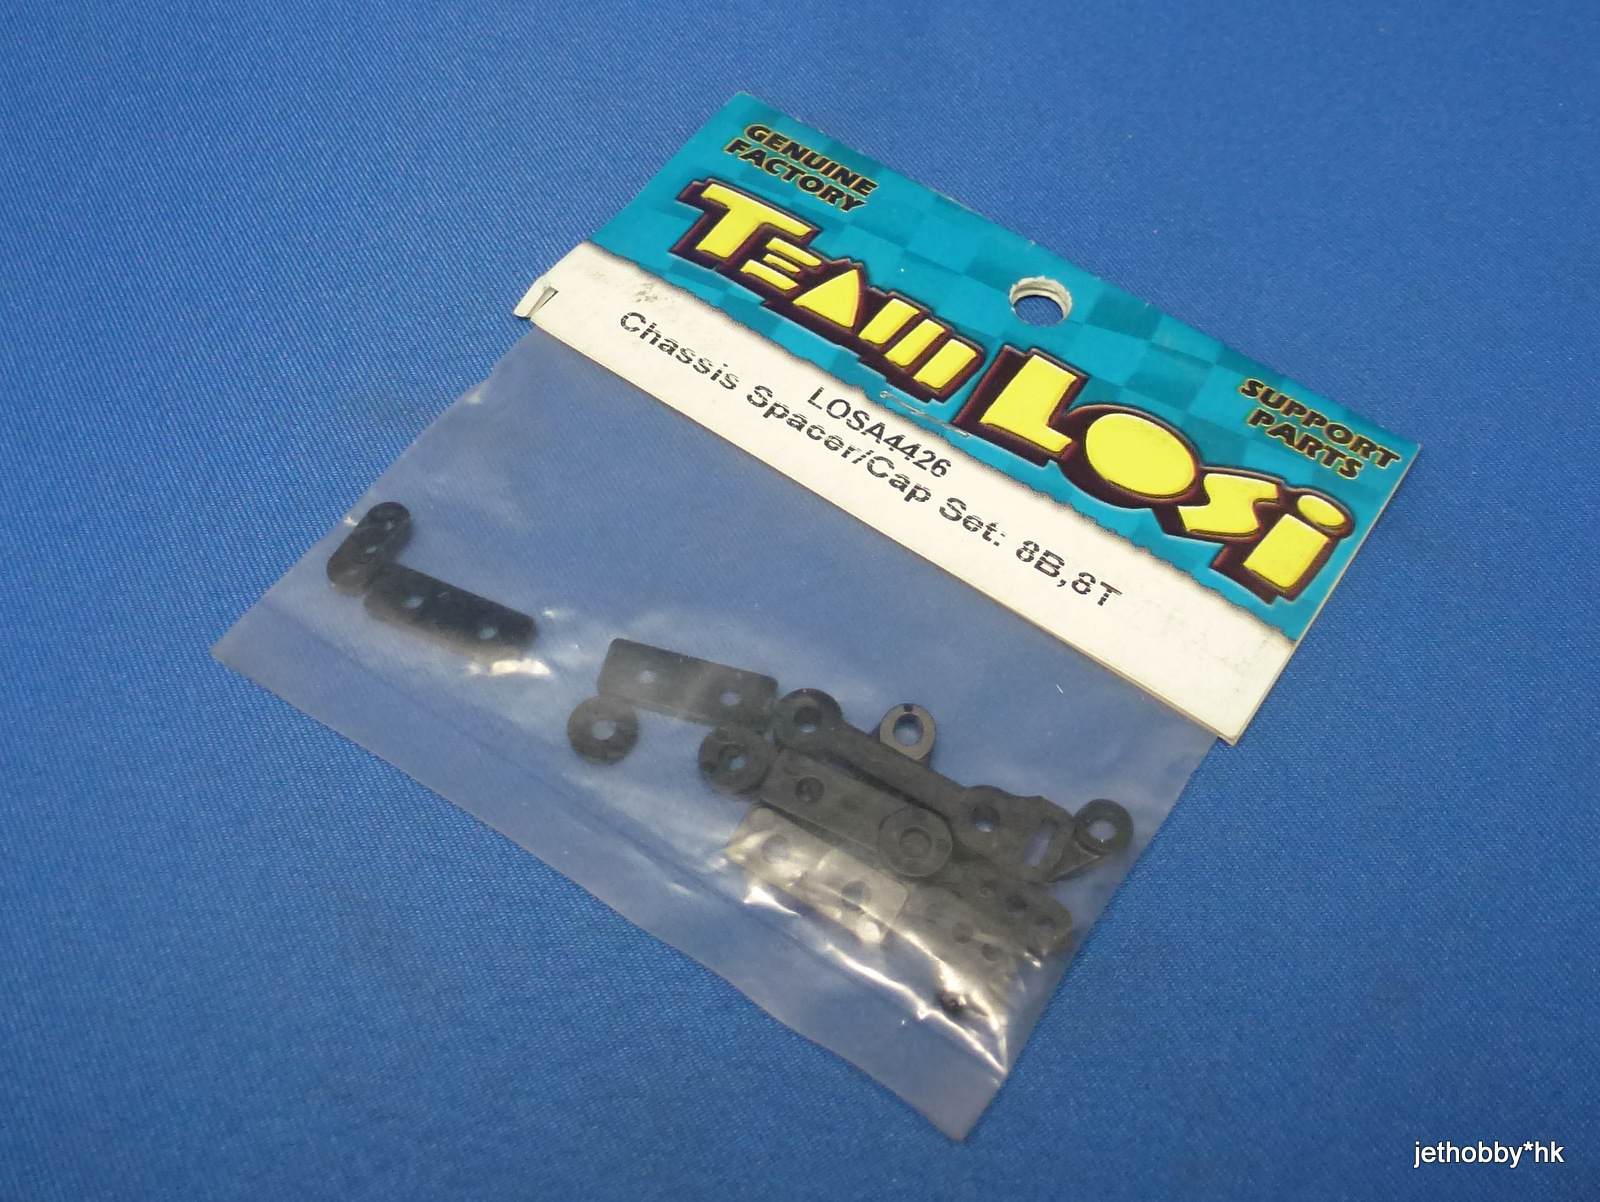 GENUINE
FACTORY
TEAM LOSI
SUPPORT
PARTS
LOSA4426
Chassis Spacer/Cap Set: 8B,8T
jethobby*hk